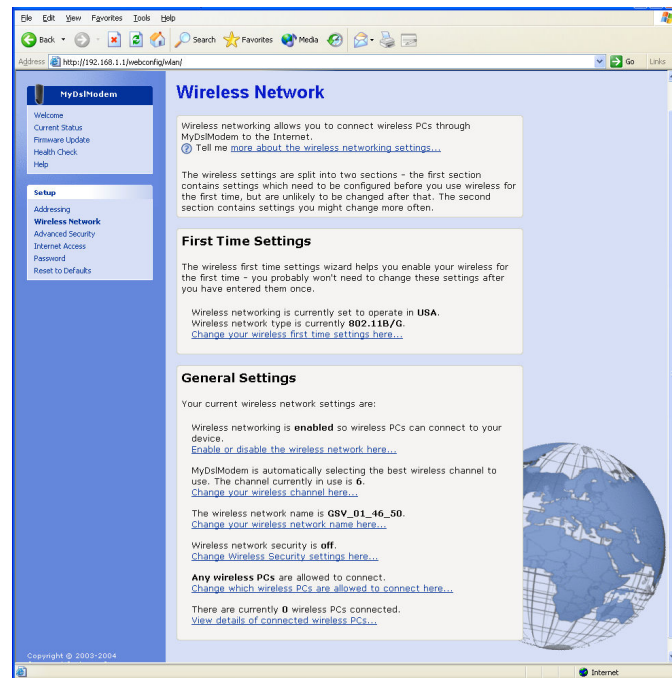 File Edit View Favorites Tools Help
Back Search Favorites Media
Address http://192.168.1.1/webconfig/wlan/ Go Links
MyDslModem
Welcome
Current Status
Firmware Update
Health Check
Help
Setup
Addressing
Wireless Network
Advanced Security
Internet Access
Password
Reset to Defaults
Wireless Network
Wireless networking allows you to connect wireless PCs through
MyDslModem to the Internet.
Tell me more about the wireless networking settings...
The wireless settings are split into two sections - the first section
contains settings which need to be configured before you use wireless for
the first time, but are unlikely to be changed after that. The second
section contains settings you might change more often.
First Time Settings
The wireless first time settings wizard helps you enable your wireless for
the first time - you probably won't need to change these settings after
you have entered them once.
Wireless networking is currently set to operate in USA.
Wireless network type is currently 802.11B/G.
Change your wireless first time settings here...
General Settings
Your current wireless network settings are:
Wireless networking is enabled so wireless PCs can connect to your
device.
Enable or disable the wireless network here...
MyDslModem is automatically selecting the best wireless channel to
use. The channel currently in use is 6.
Change your wireless channel here...
The wireless network name is GSV_01_46_50.
Change your wireless network name here...
Wireless network security is off.
Change Wireless Security settings here...
Any wireless PCs are allowed to connect.
Change which wireless PCs are allowed to connect here...
There are currently 0 wireless PCs connected.
View details of connected wireless PCs...
Copyright © 2003-2004
Internet